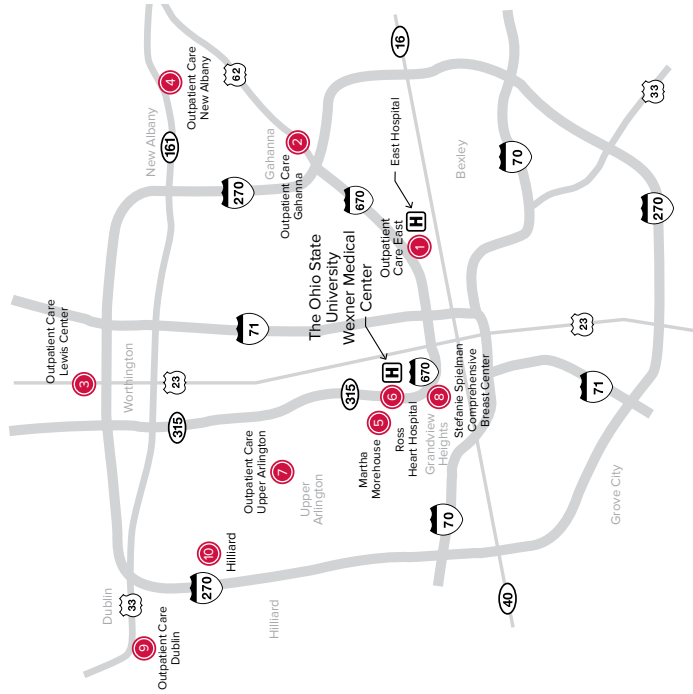 Outpatient Care
Lewis Center
3
Dublin
33
9
Outpatient Care
Dublin
Worthington
23
315
New Albany
161
4
Outpatient Care
New Albany
62
270
10
Hilliard
270
Hilliard
Outpatient Care
Upper Arlington
7
Upper
Arlington
71
Gahanna
2
Outpatient Care
Gahanna
The Ohio State
University
Wexner Medical
Center
315
670
Martha
Morehouse
5
6
H
Ross
Heart Hospital
Outpatient
Care East
1
H
East Hospital
16
670
Grandview
Heights
8
Stefanie Spielman
Comprehensive
Breast Center
70
Bexley
70
40
23
71
Grove City
33
270